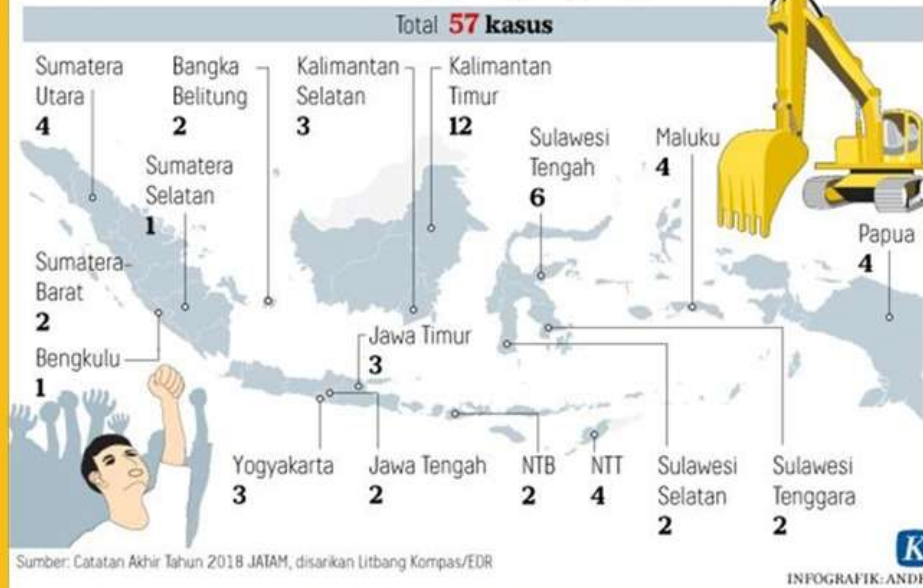 Total 57 kasus
Sumatera
Utara
4
Bangka
Belitung
2
Kalimantan
Selatan
3
Kalimantan
Timur
12
Sulawesi
Tengah
6
Maluku
4
Papua
4
Sumatera
Selatan
1
Sumatera
Barat
2
Bengkulu
1
Jawa Timur
3
Yogyakarta
3
Jawa Tengah
2
NTB
2
NTT
4
Sulawesi
Selatan
2
Sulawesi
Tenggara
2
Sumber: Catatan Akhir Tahun 2018 JATAM, disarikan Litbang Kompas/EDR
K
INFOGRAFIK: